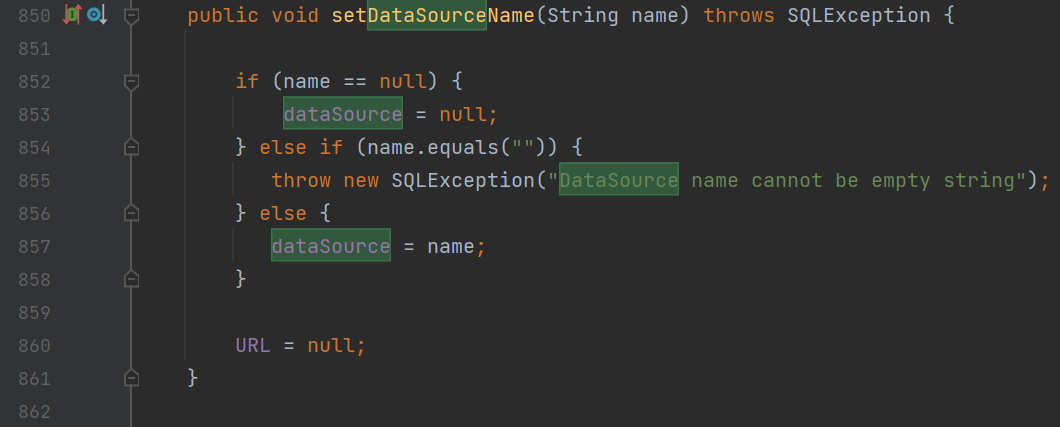 850 public void setDataSourceName(String name) throws SQLException {
851
852 if (name == null) {
853 dataSource = null;
854 } else if (name.equals("")) {
855 throw new SQLException("DataSource name cannot be empty string");
856 } else {
857 dataSource = name;
858 }
859
860 URL = null;
861 }
862